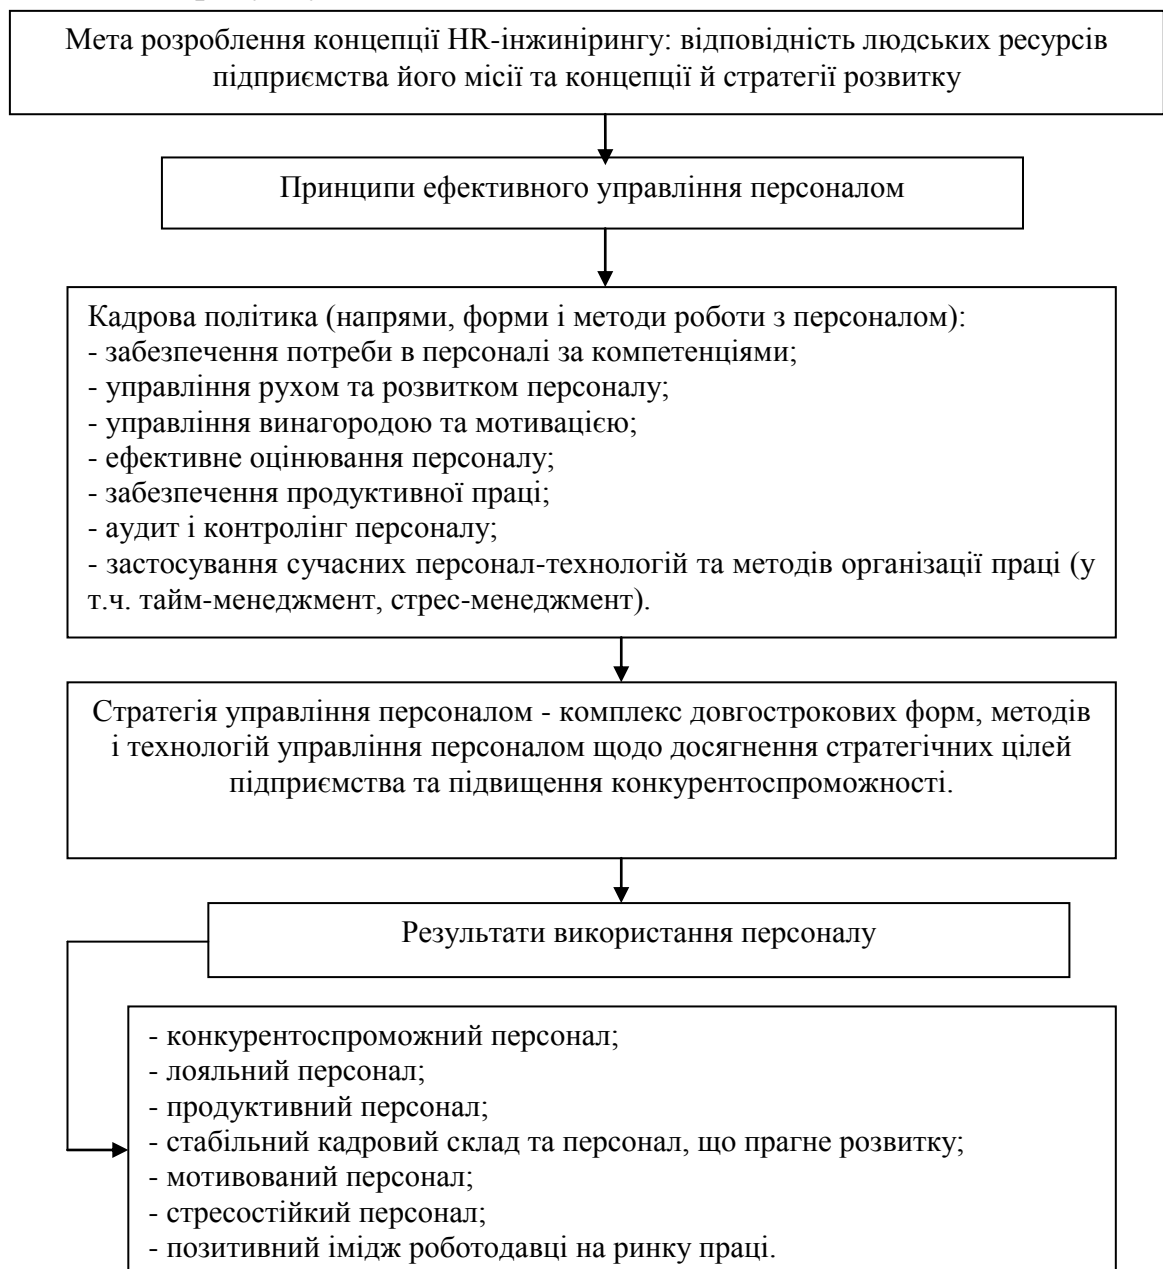 Мета розроблення концепції HR-інжинірингу: відповідність людських ресурсів
підприємства його місії та концепції й стратегії розвитку
Принципи ефективного управління персоналом
Кадрова політика (напрями, форми і методи роботи з персоналом):
- забезпечення потреби в персоналі за компетенціями;
- управління рухом та розвитком персоналу;
- управління винагородою та мотивацією;
- ефективне оцінювання персоналу;
- забезпечення продуктивної праці;
- аудит і контролінг персоналу;
- застосування сучасних персонал-технологій та методів організації праці (у
т.ч. тайм-менеджмент, стрес-менеджмент).
Стратегія управління персоналом - комплекс довгострокових форм, методів
і технологій управління персоналом щодо досягнення стратегічних цілей
підприємства та підвищення конкурентоспроможності.
Результати використання персоналу
- конкурентоспроможний персонал;
- лояльний персонал;
- продуктивний персонал;
- стабільний кадровий склад та персонал, що прагне розвитку;
- мотивований персонал;
- стресостійкий персонал;
- позитивний імідж роботодавці на ринку праці.